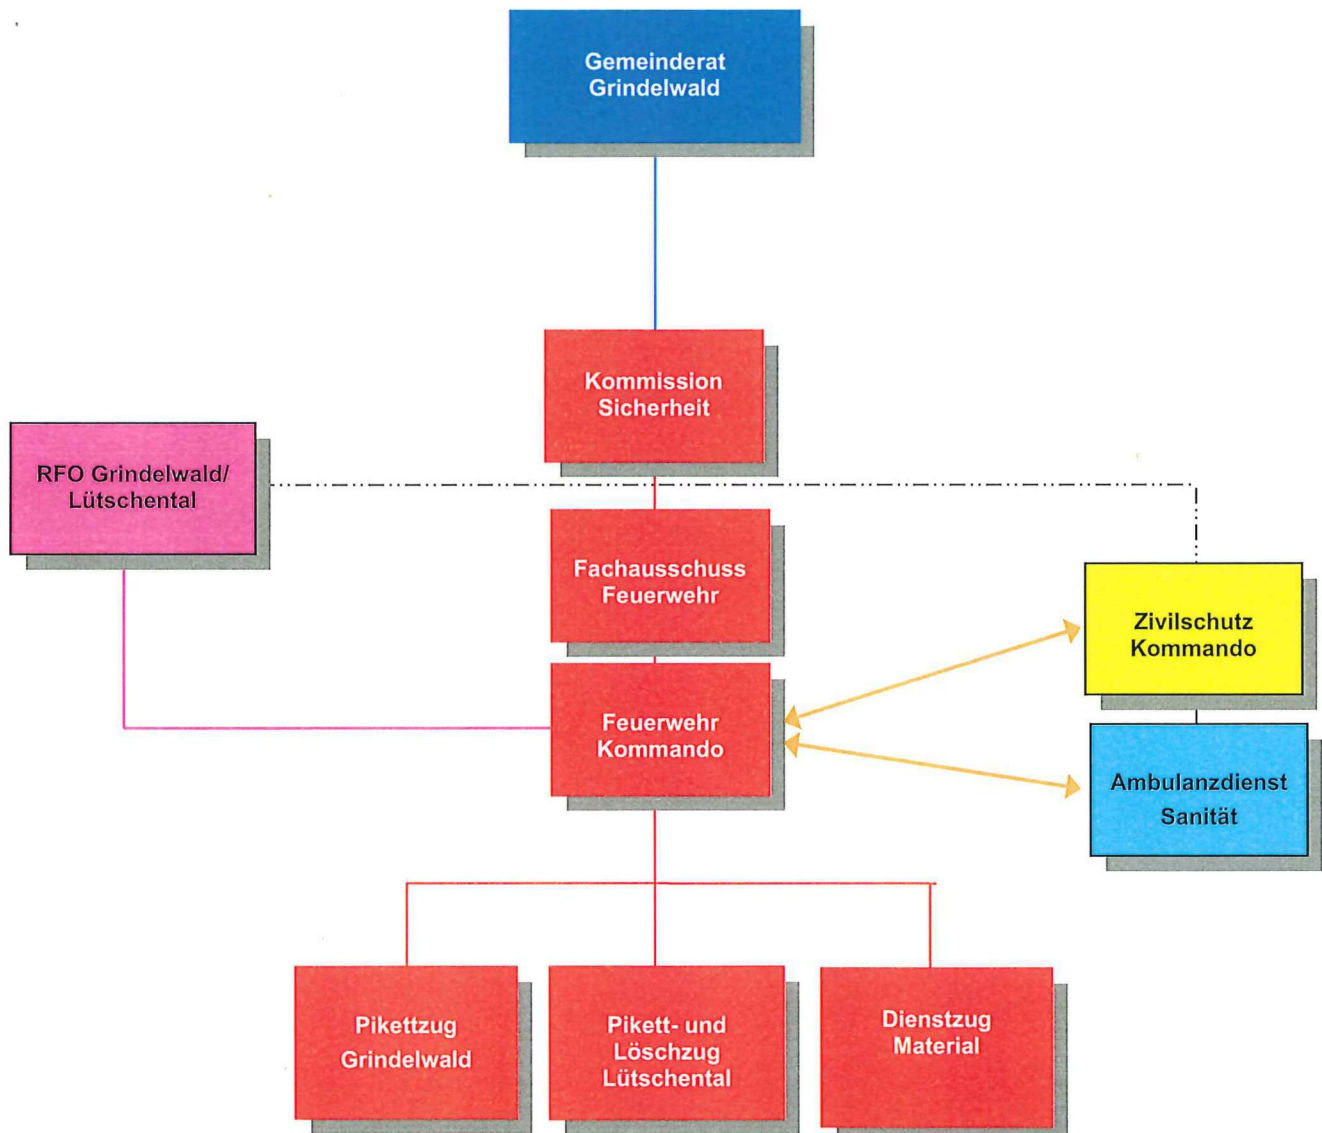 Gemeinderat
Grindelwald
Kommission
Sicherheit
RFO Grindelwald/
Lütschental
Fachausschuss
Feuerwehr
Zivilschutz
Kommando
Feuerwehr
Kommando
Ambulanzdienst
Sanität
Pikettzug
Grindelwald
Pikett- und
Löschzug
Lütschental
Dienstzug
Material